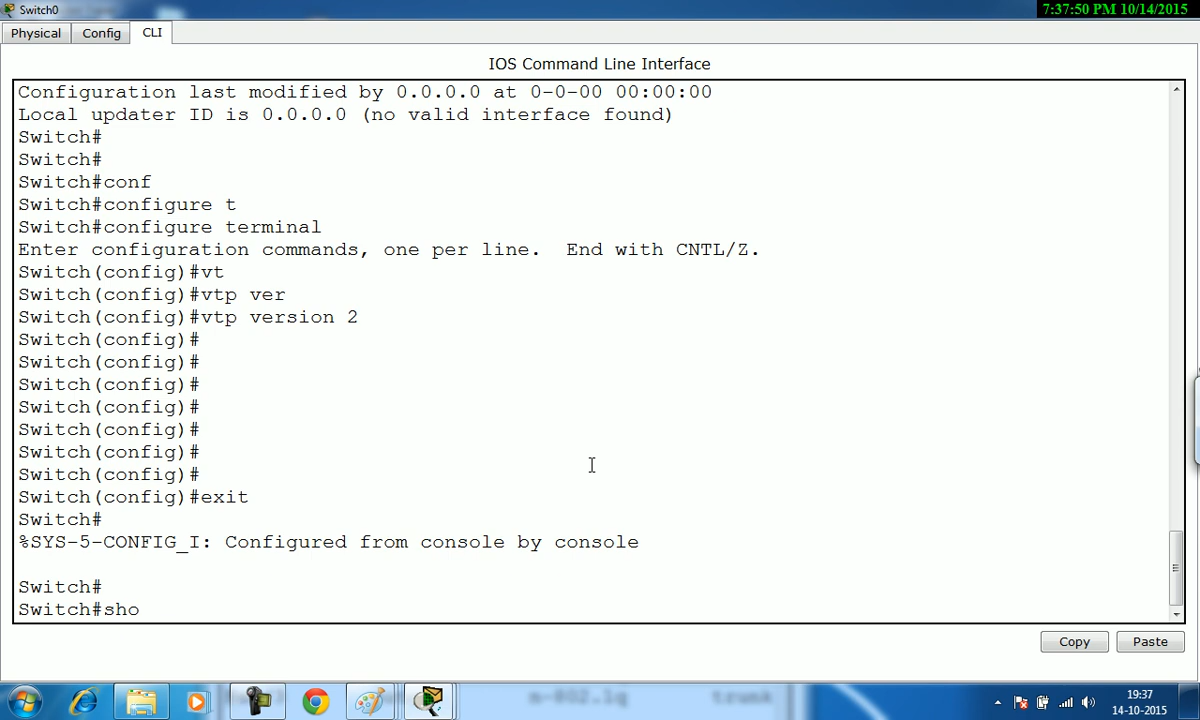 Switch0
7:37:50 PM 10/14/2015
Physical
Config
CLI
IOS Command Line Interface
Configuration last modified by 0.0.0.0 at 0-0-00 00:00:00
Local updater ID is 0.0.0.0 (no valid interface found)
Switch#
Switch#
Switch#conf
Switch#configure t
Switch#configure terminal
Enter configuration commands, one per line.  End with CNTL/Z.
Switch(config)#vt
Switch(config)#vtp ver
Switch(config)#vtp version 2
Switch(config)#
Switch(config)#
Switch(config)#
Switch(config)#
Switch(config)#
Switch(config)#
Switch(config)#
Switch(config)#exit
Switch#
%SYS-5-CONFIG_I: Configured from console by console
Switch#
Switch#sho
Copy
Paste
trunk
19:37
14-10-2015